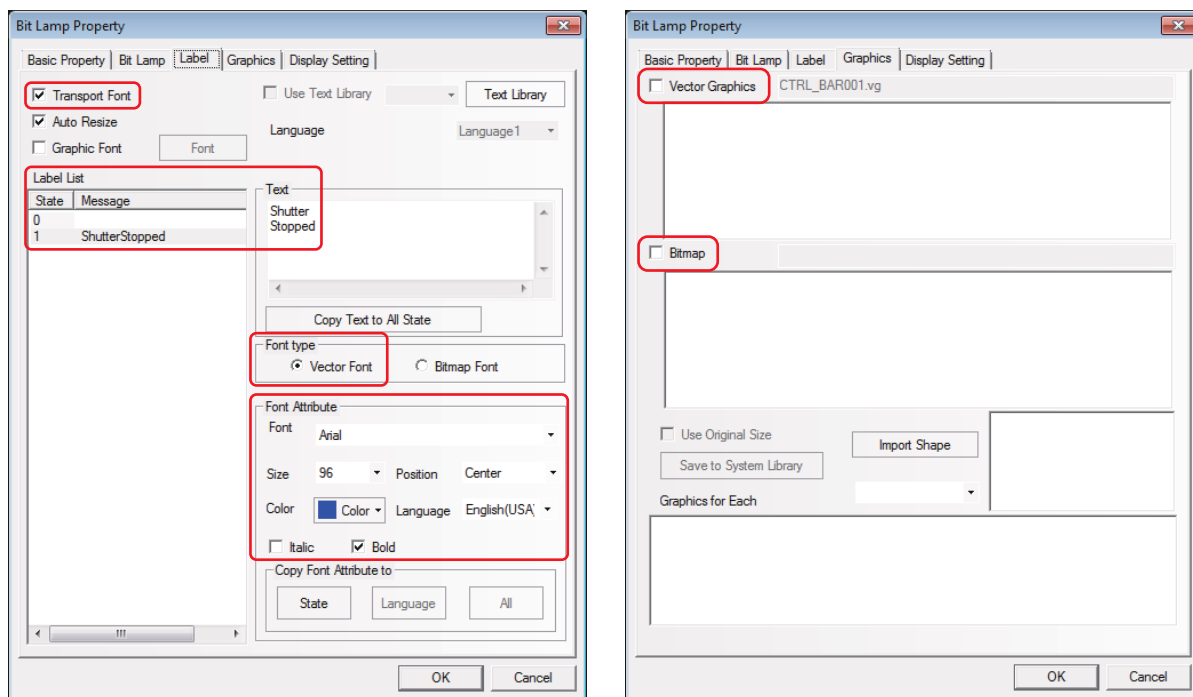 Bit Lamp Property
Basic Property Bit Lamp Label Graphics Display Setting
Transport Font
Use Text Library
Text Library
Auto Resize
Language Language1
Graphic Font Font
Label List
State Message
0
1 ShutterStopped
Text
Shutter
Stopped
Copy Text to All State
Font type
Vector Font Bitmap Font
Font Attribute
Font Arial
Size 96 Position Center
Color Color Language English(USA)
Italic Bold
Copy Font Attribute to
State Language All
OK Cancel
Bit Lamp Property
Basic Property Bit Lamp Label Graphics Display Setting
Vector Graphics CTRL_BAR001.vg
Bitmap
Use Original Size
Import Shape
Save to System Library
Graphics for Each
OK Cancel